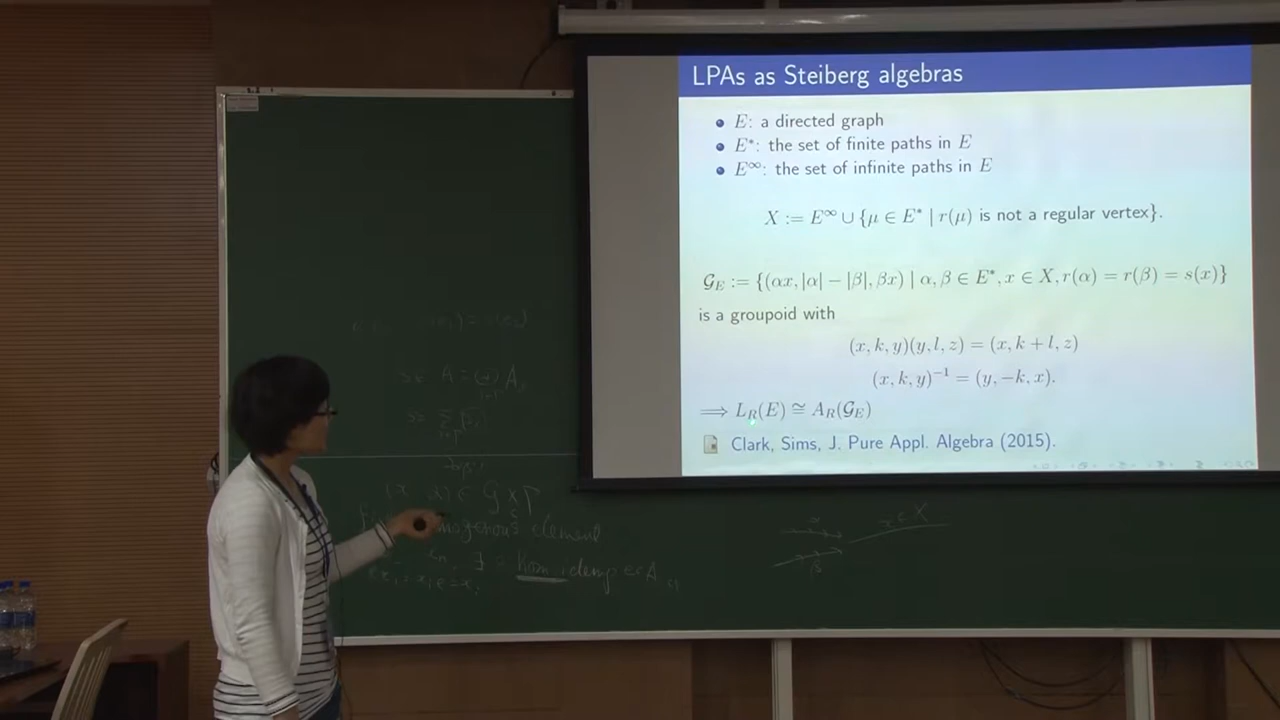 LPAs as Steiberg algebras
E: a directed graph
E*: the set of finite paths in E
E∞: the set of infinite paths in E
X := E∞ ∪ {μ ∈ E* | r(μ) is not a regular vertex}.
𝒢_E := {(αx, |α| − |β|, βx) | α, β ∈ E*, x ∈ X, r(α) = r(β) = s(x)}
is a groupoid with
(x, k, y)(y, l, z) = (x, k + l, z)
(x, k, y)⁻¹ = (y, −k, x).
⟹ L_R(E) ≅ A_R(𝒢_E)
Clark, Sims, J. Pure Appl. Algebra (2015).
element
∃ a hom idemp e∈A
α x∈X
β